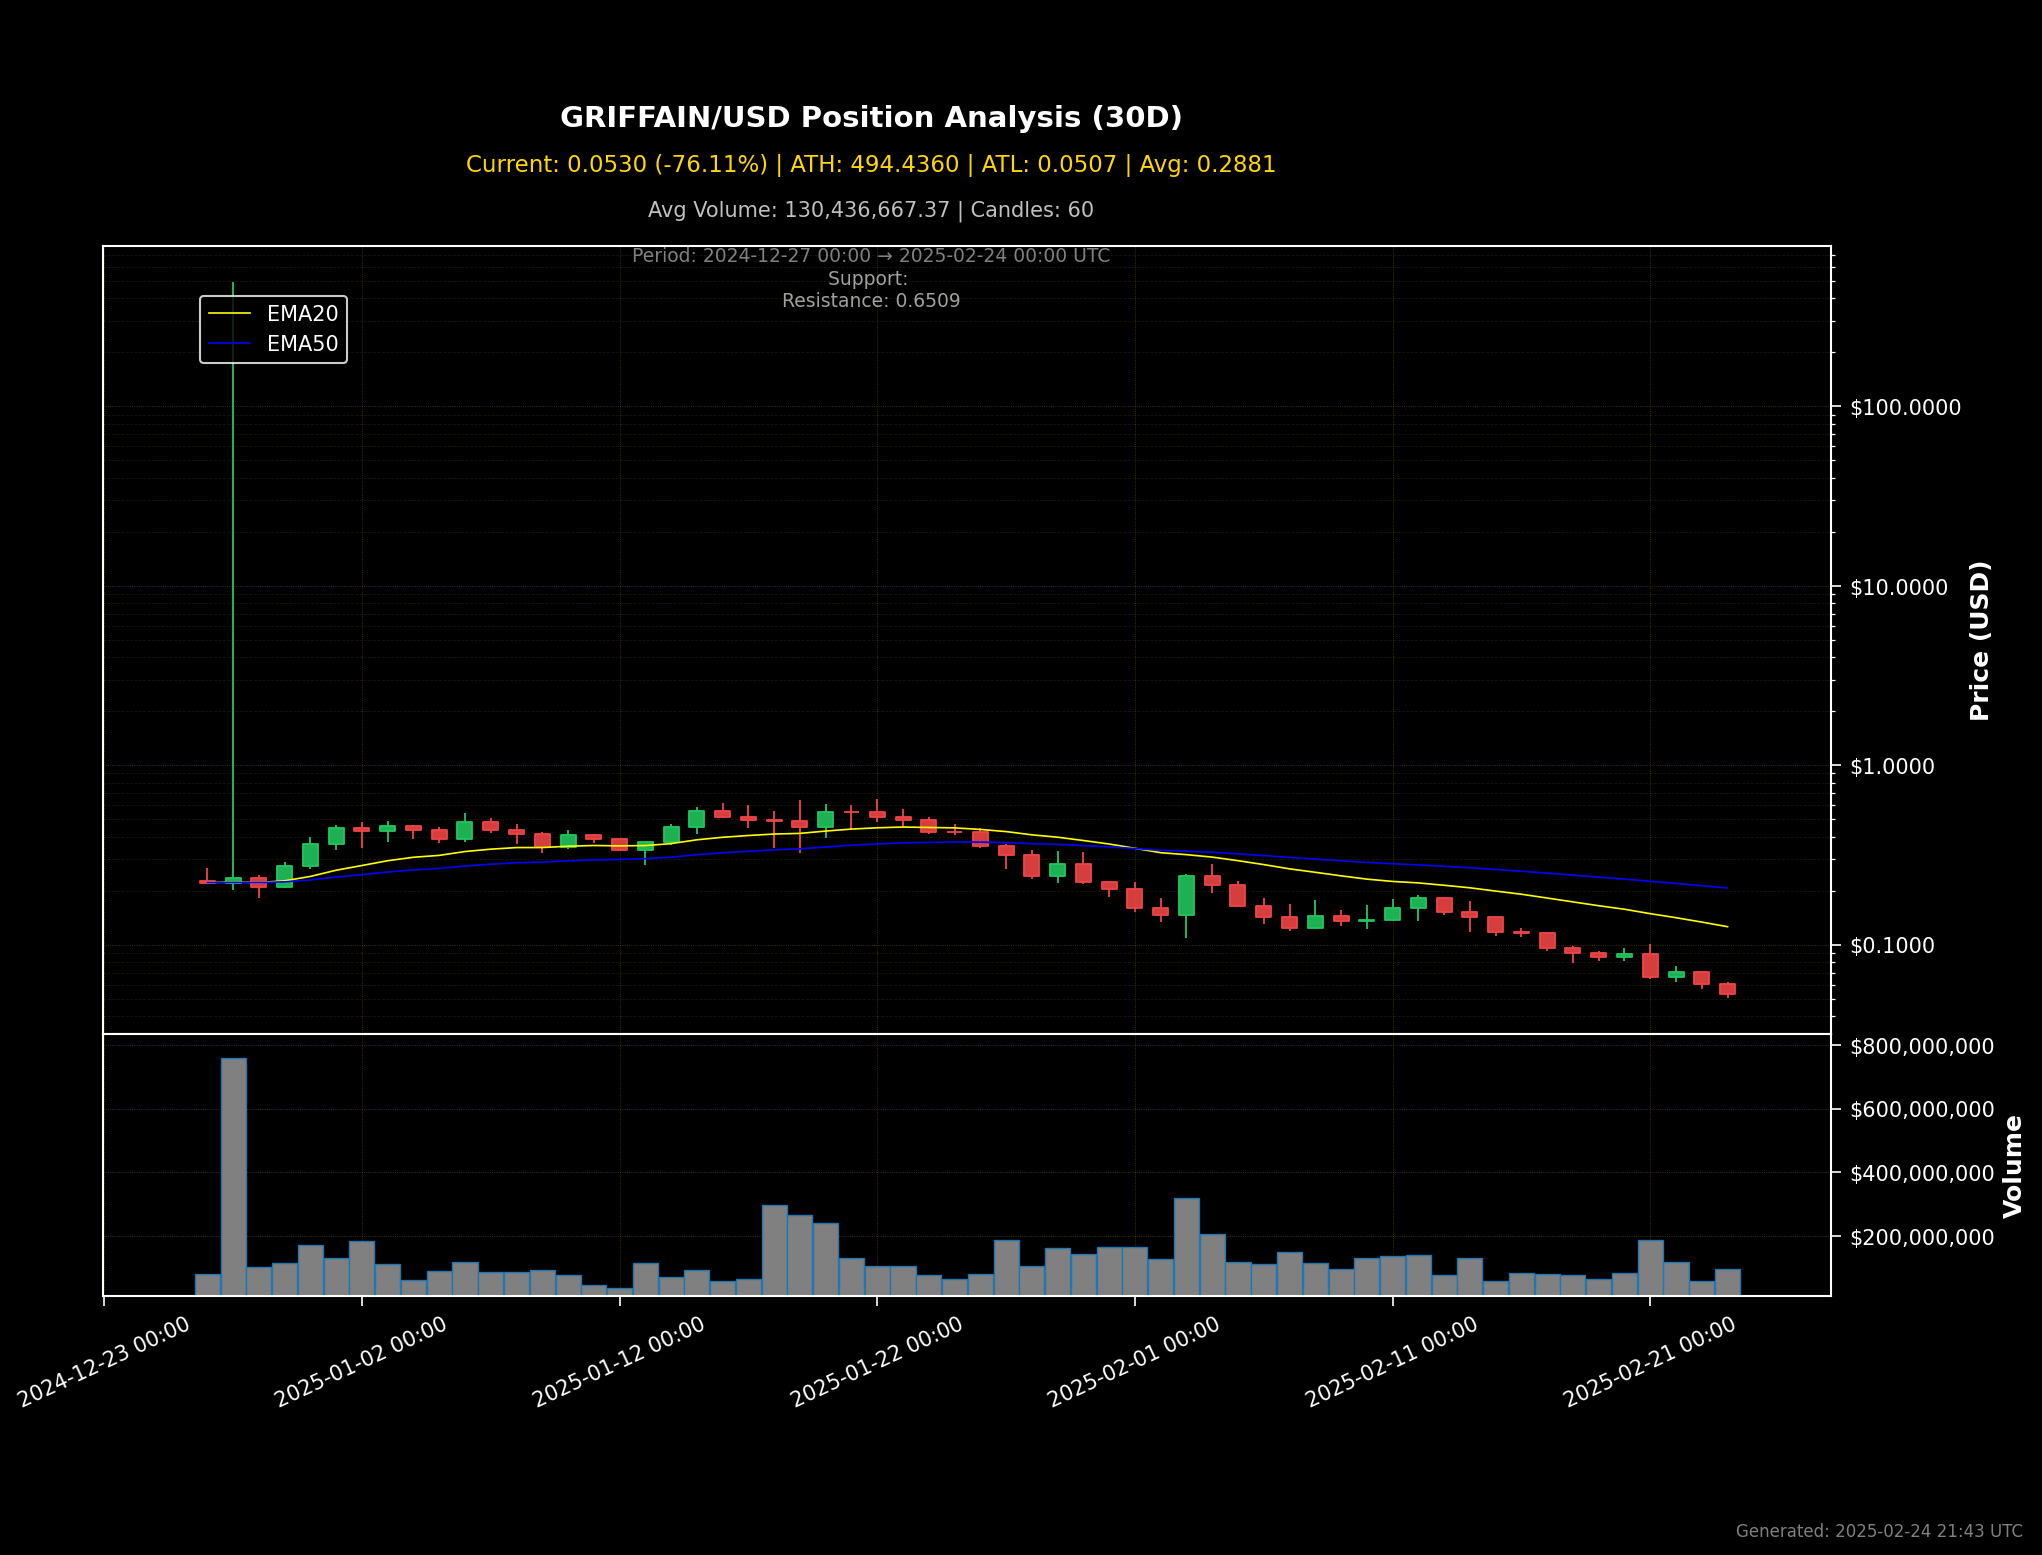 GRIFFAIN/USD Position Analysis (30D)
Current: 0.0530 (-76.11%) | ATH: 494.4360 | ATL: 0.0507 | Avg: 0.2881
Avg Volume: 130,436,667.37 | Candles: 60
Period: 2024-12-27 00:00 → 2025-02-24 00:00 UTC
Support:
Resistance: 0.6509
EMA20
EMA50
$100.0000
$10.0000
$1.0000
$0.1000
Price (USD)
$800,000,000
$600,000,000
$400,000,000
$200,000,000
Volume
2024-12-23 00:00
2025-01-02 00:00
2025-01-12 00:00
2025-01-22 00:00
2025-02-01 00:00
2025-02-11 00:00
2025-02-21 00:00
Generated: 2025-02-24 21:43 UTC